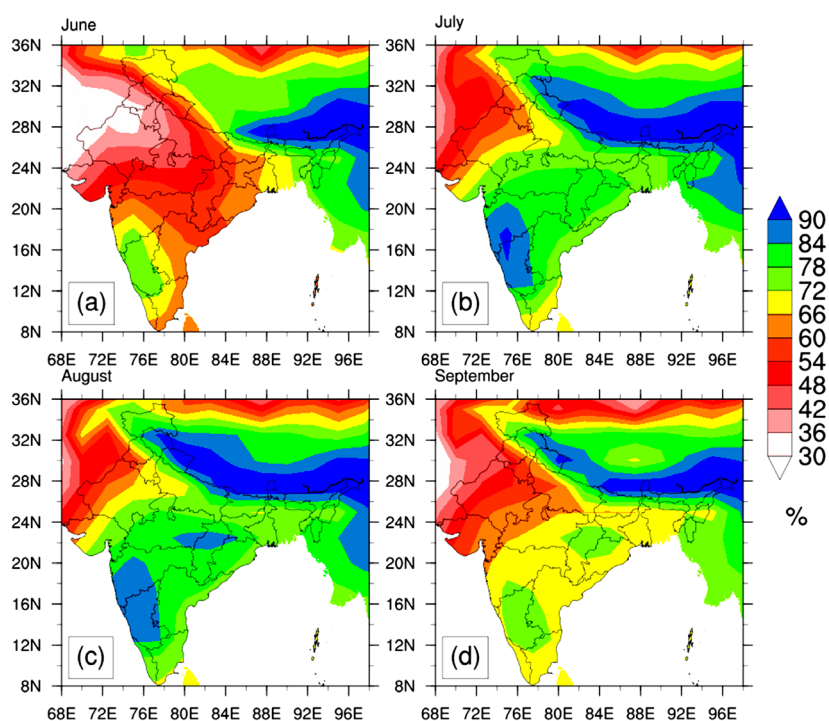 June
36N
32N
28N
24N
20N
16N
12N
8N
(a)
68E 72E 76E 80E 84E 88E 92E 96E
July
36N
32N
28N
24N
20N
16N
12N
8N
(b)
68E 72E 76E 80E 84E 88E 92E 96E
August
36N
32N
28N
24N
20N
16N
12N
8N
(c)
68E 72E 76E 80E 84E 88E 92E 96E
September
36N
32N
28N
24N
20N
16N
12N
8N
(d)
68E 72E 76E 80E 84E 88E 92E 96E
90
84
78
72
66
60
54
48
42
36
30
%